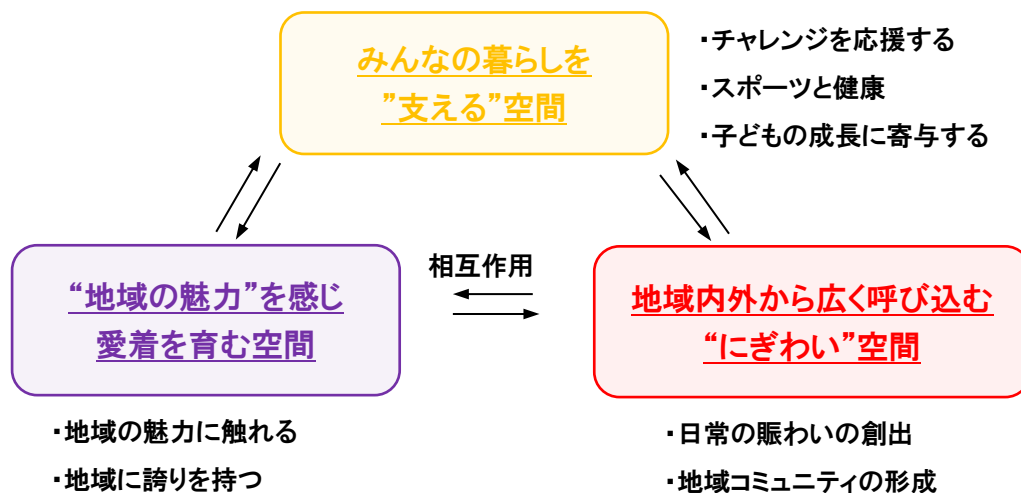 みんなの暮らしを
”支える”空間
・チャレンジを応援する
・スポーツと健康
・子どもの成長に寄与する
相互作用
“地域の魅力”を感じ
愛着を育む空間
・地域の魅力に触れる
・地域に誇りを持つ
地域内外から広く呼び込む
“にぎわい”空間
・日常の賑わいの創出
・地域コミュニティの形成